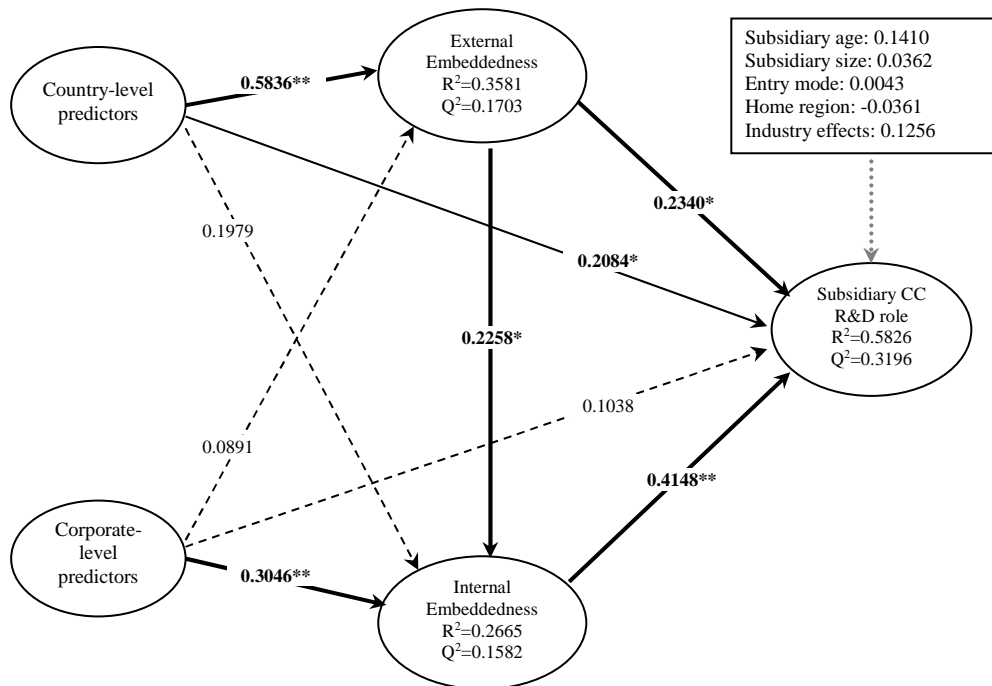 External
Embeddedness
R²=0.3581
Q²=0.1703
Subsidiary age: 0.1410
Subsidiary size: 0.0362
Entry mode: 0.0043
Home region: -0.0361
Industry effects: 0.1256
Country-level
predictors
0.5836**
0.2340*
0.1979
0.2084*
Subsidiary CC
R&D role
R²=0.5826
Q²=0.3196
0.2258*
0.1038
0.0891
0.4148**
Corporate-
level
predictors
0.3046**
Internal
Embeddedness
R²=0.2665
Q²=0.1582